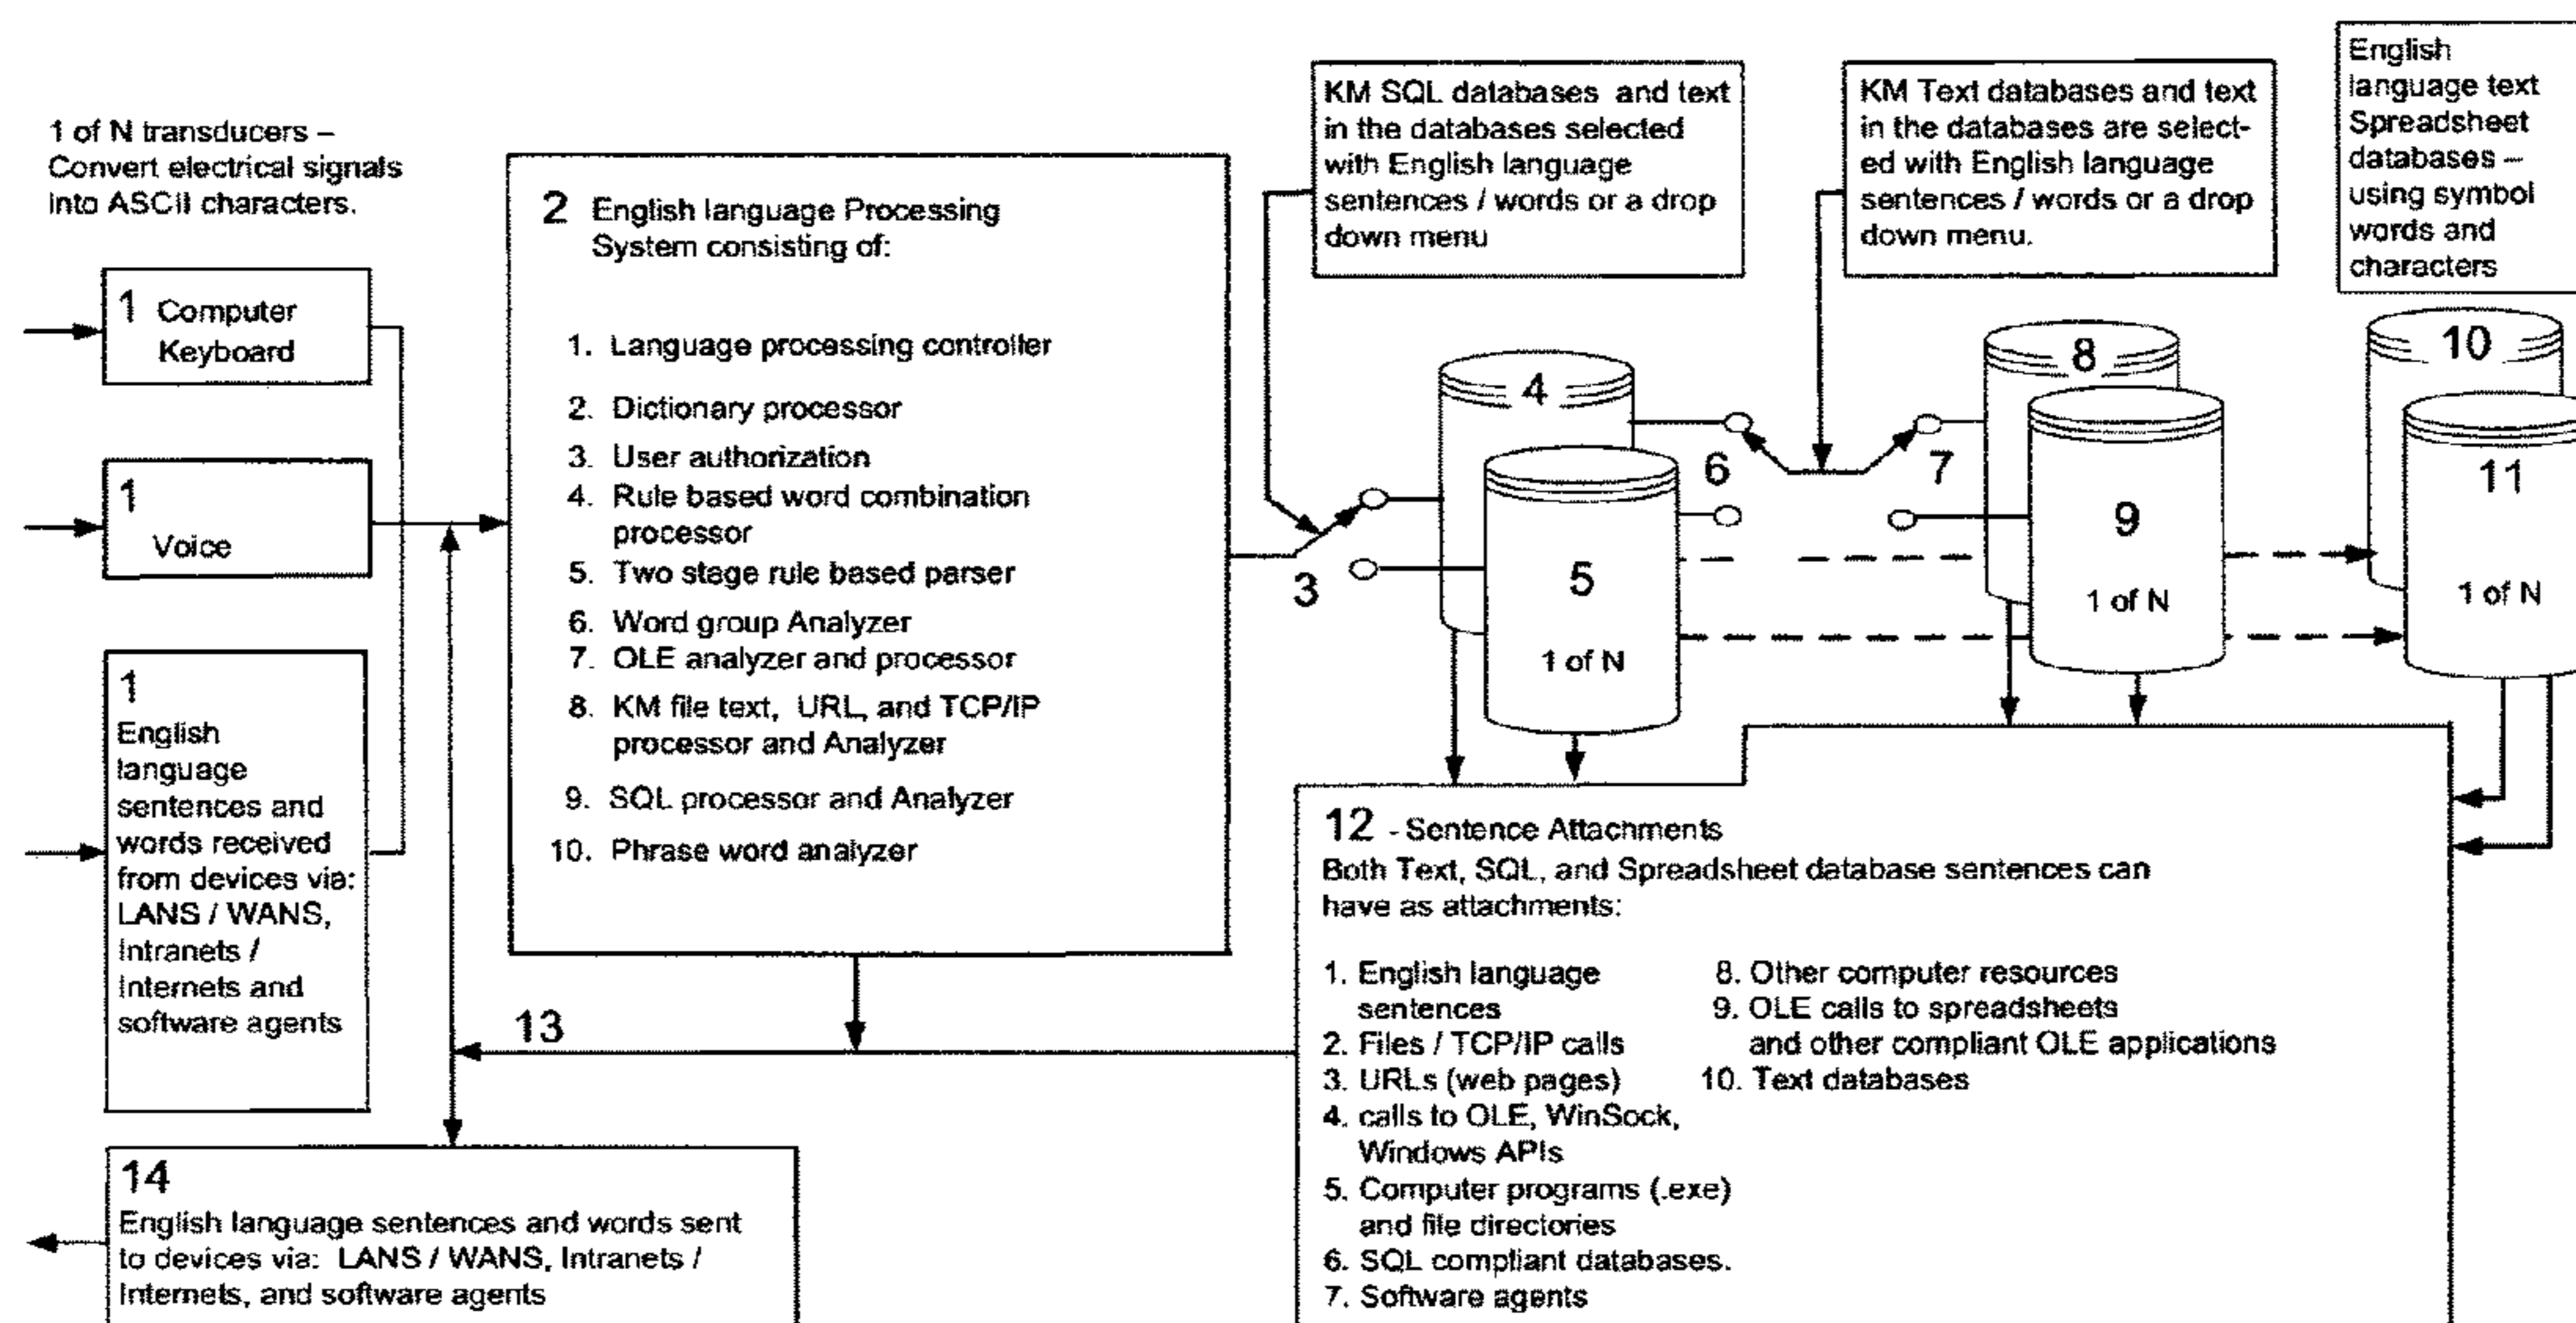 1 of N transducers –
Convert electrical signals
into ASCII characters.
1 Computer
Keyboard
1
Voice
1
English
language
sentences and
words received
from devices via:
LANS / WANS,
Intranets /
Internets and
software agents
2 English language Processing
System consisting of:
1. Language processing controller
2. Dictionary processor
3. User authorization
4. Rule based word combination
processor
5. Two stage rule based parser
6. Word group Analyzer
7. OLE analyzer and processor
8. KM file text, URL, and TCP/IP
processor and Analyzer
9. SQL processor and Analyzer
10. Phrase word analyzer
KM SQL databases and text
in the databases selected
with English language
sentences / words or a drop
down menu
KM Text databases and text
in the databases are select-
ed with English language
sentences / words or a drop
down menu.
English
language text
Spreadsheet
databases –
using symbol
words and
characters
3
4
5
1 of N
6
7
8
9
1 of N
10
11
1 of N
12 - Sentence Attachments
Both Text, SQL, and Spreadsheet database sentences can
have as attachments:
1. English language
sentences
2. Files / TCP/IP calls
3. URLs (web pages)
4. calls to OLE, WinSock,
Windows APIs
5. Computer programs (.exe)
and file directories
6. SQL compliant databases.
7. Software agents
8. Other computer resources
9. OLE calls to spreadsheets
and other compliant OLE applications
10. Text databases
13
14
English language sentences and words sent
to devices via: LANS / WANS, Intranets /
Internets, and software agents